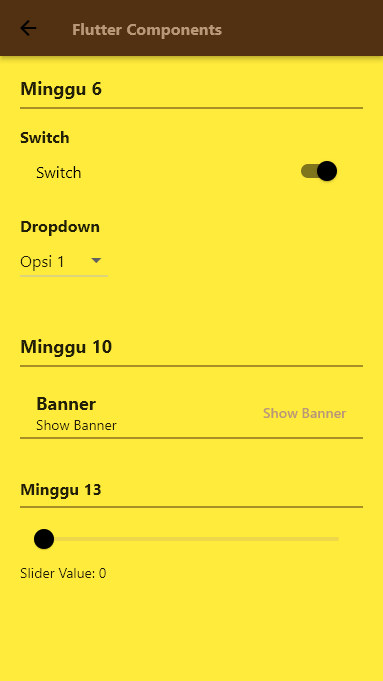 Flutter Components
Minggu 6
Switch
Switch
Dropdown
Opsi 1
Minggu 10
Banner
Show Banner
Show Banner
Minggu 13
Slider Value: 0